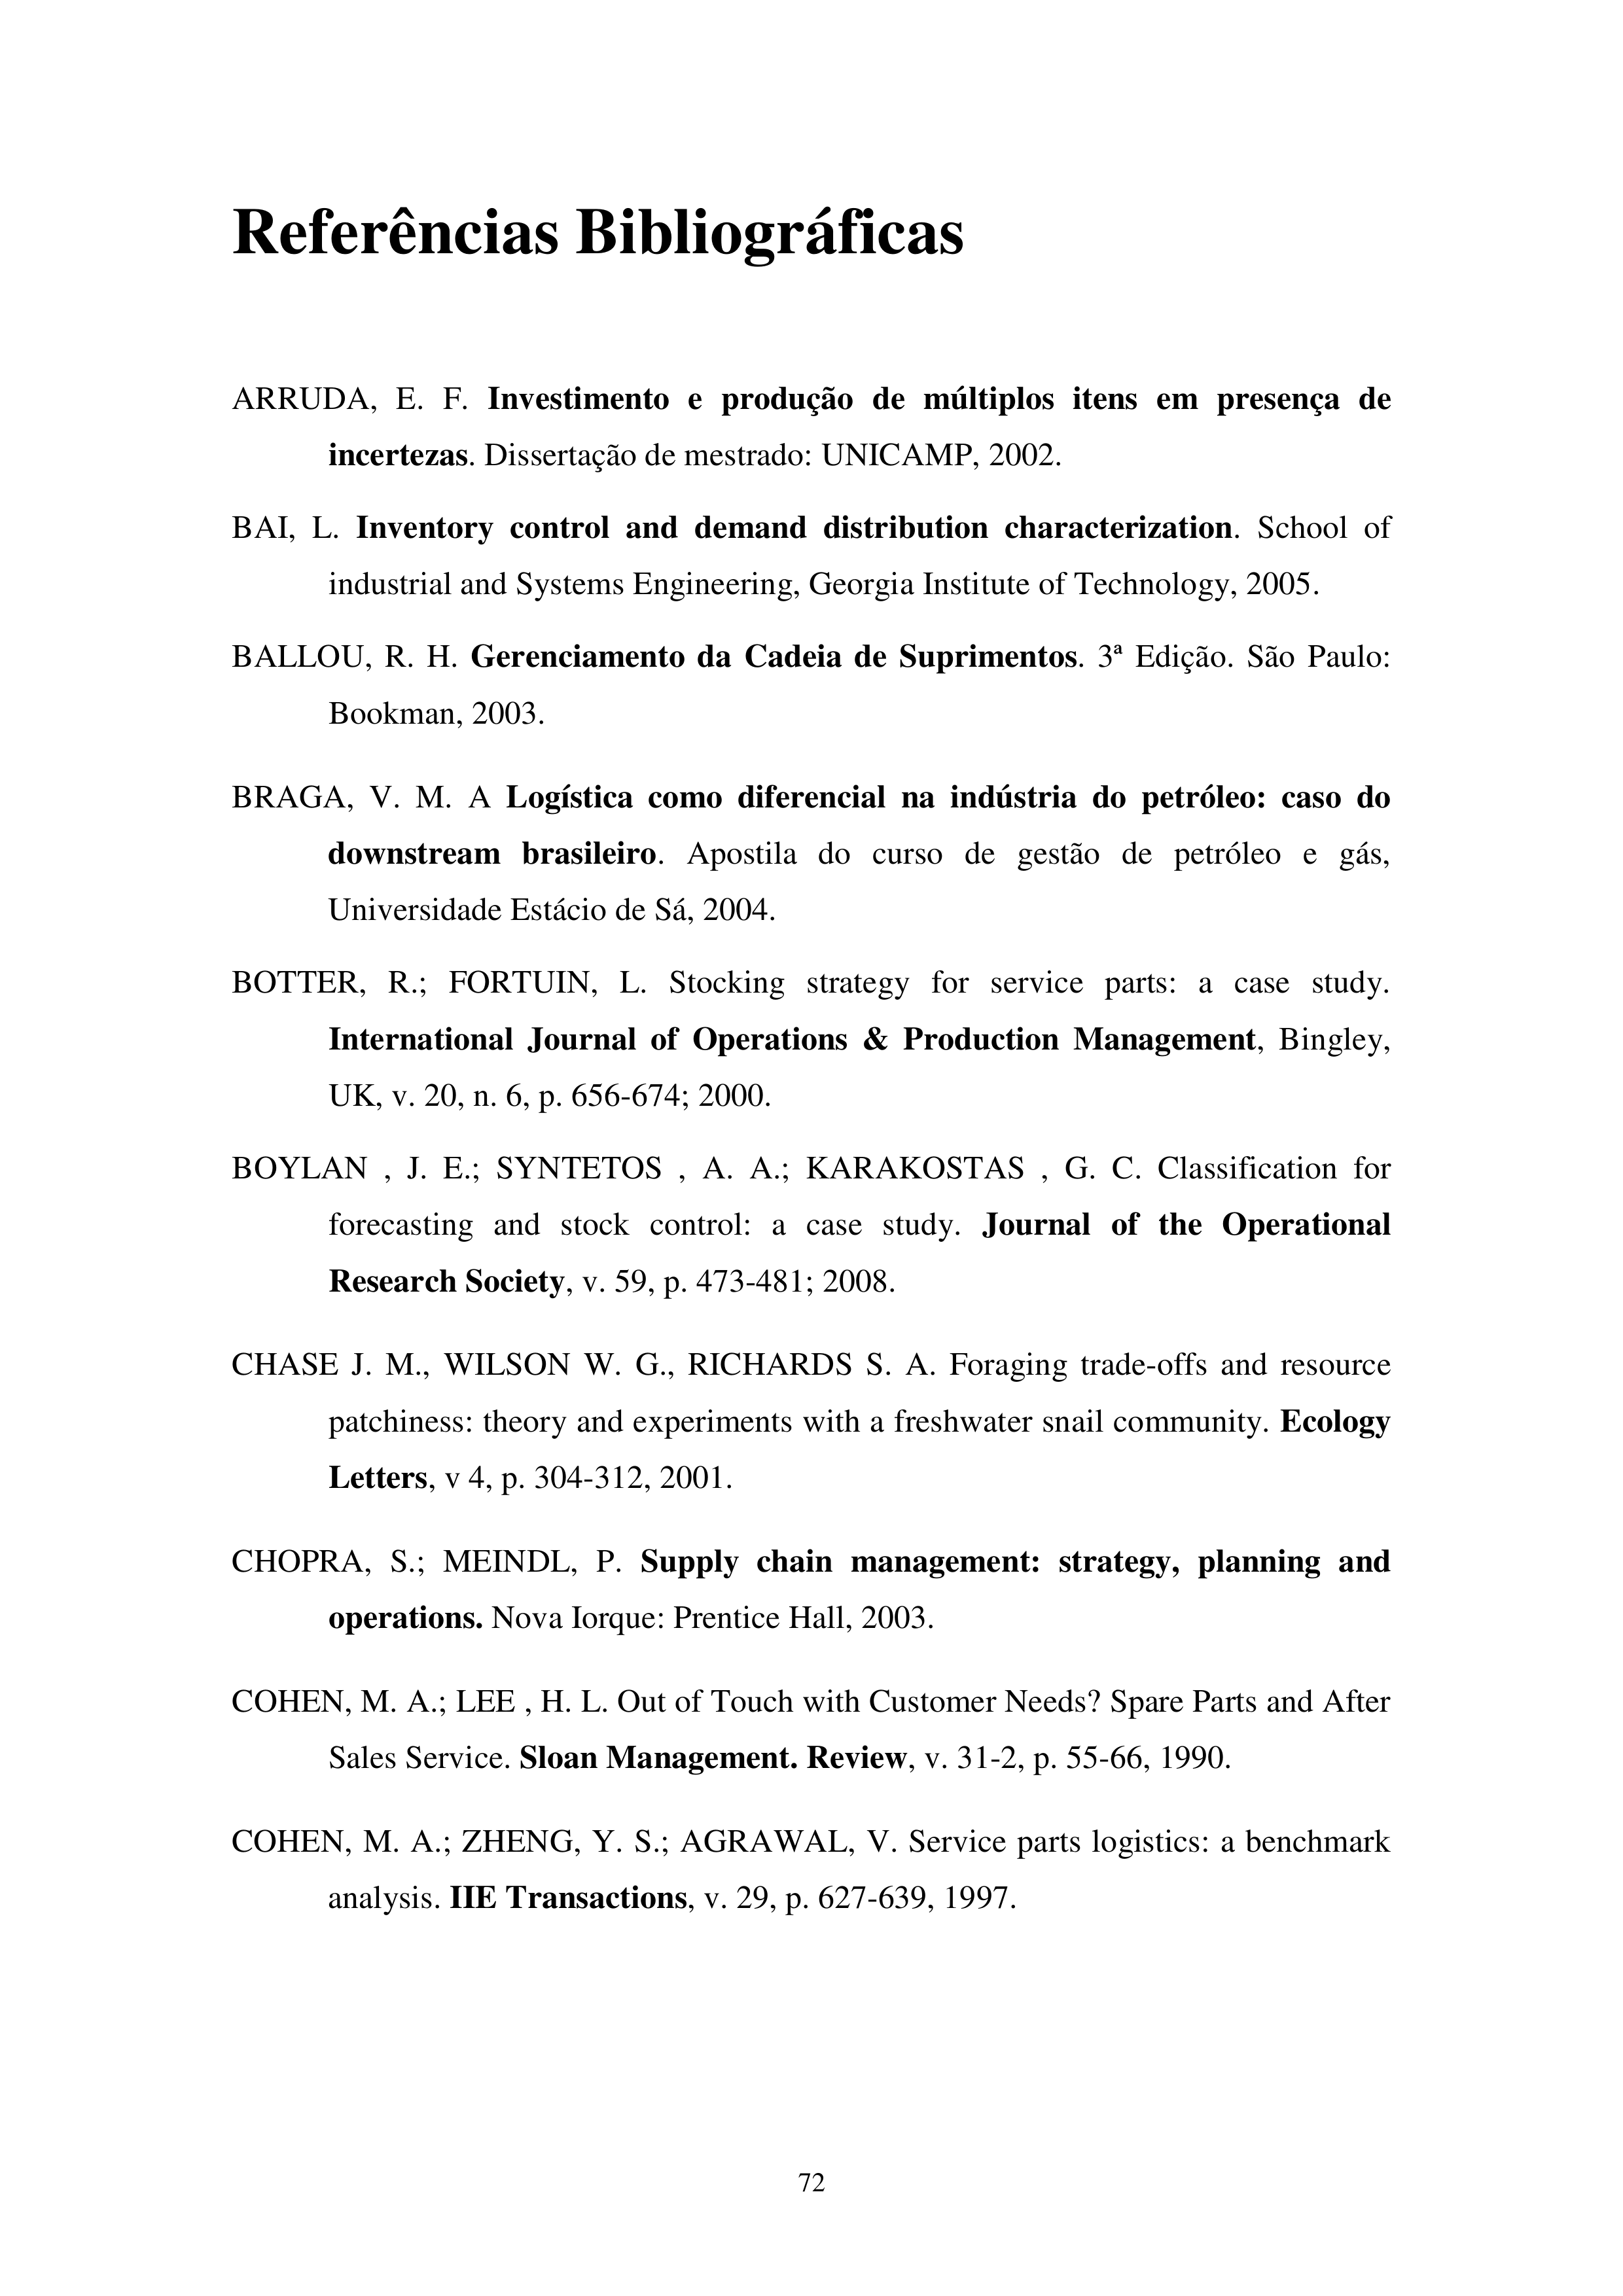 Referências Bibliográficas
ARRUDA, E. F. Investimento e produção de múltiplos itens em presença de
incertezas. Dissertação de mestrado: UNICAMP, 2002.
BAI, L. Inventory control and demand distribution characterization. School of
industrial and Systems Engineering, Georgia Institute of Technology, 2005.
BALLOU, R. H. Gerenciamento da Cadeia de Suprimentos. 3ª Edição. São Paulo:
Bookman, 2003.
BRAGA, V. M. A Logística como diferencial na indústria do petróleo: caso do
downstream brasileiro. Apostila do curso de gestão de petróleo e gás,
Universidade Estácio de Sá, 2004.
BOTTER, R.; FORTUIN, L. Stocking strategy for service parts: a case study.
International Journal of Operations & Production Management, Bingley,
UK, v. 20, n. 6, p. 656-674; 2000.
BOYLAN , J. E.; SYNTETOS , A. A.; KARAKOSTAS , G. C. Classification for
forecasting and stock control: a case study. Journal of the Operational
Research Society, v. 59, p. 473-481; 2008.
CHASE J. M., WILSON W. G., RICHARDS S. A. Foraging trade-offs and resource
patchiness: theory and experiments with a freshwater snail community. Ecology
Letters, v 4, p. 304-312, 2001.
CHOPRA, S.; MEINDL, P. Supply chain management: strategy, planning and
operations. Nova Iorque: Prentice Hall, 2003.
COHEN, M. A.; LEE , H. L. Out of Touch with Customer Needs? Spare Parts and After
Sales Service. Sloan Management. Review, v. 31-2, p. 55-66, 1990.
COHEN, M. A.; ZHENG, Y. S.; AGRAWAL, V. Service parts logistics: a benchmark
analysis. IIE Transactions, v. 29, p. 627-639, 1997.
72